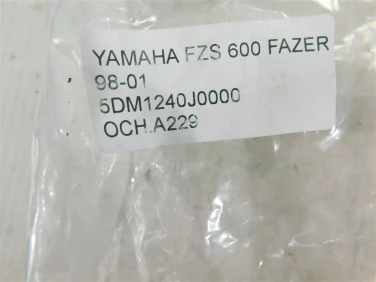 YAMAHA FZS 600 FAZER
98-01
5DM1240J0000
OCH.A229